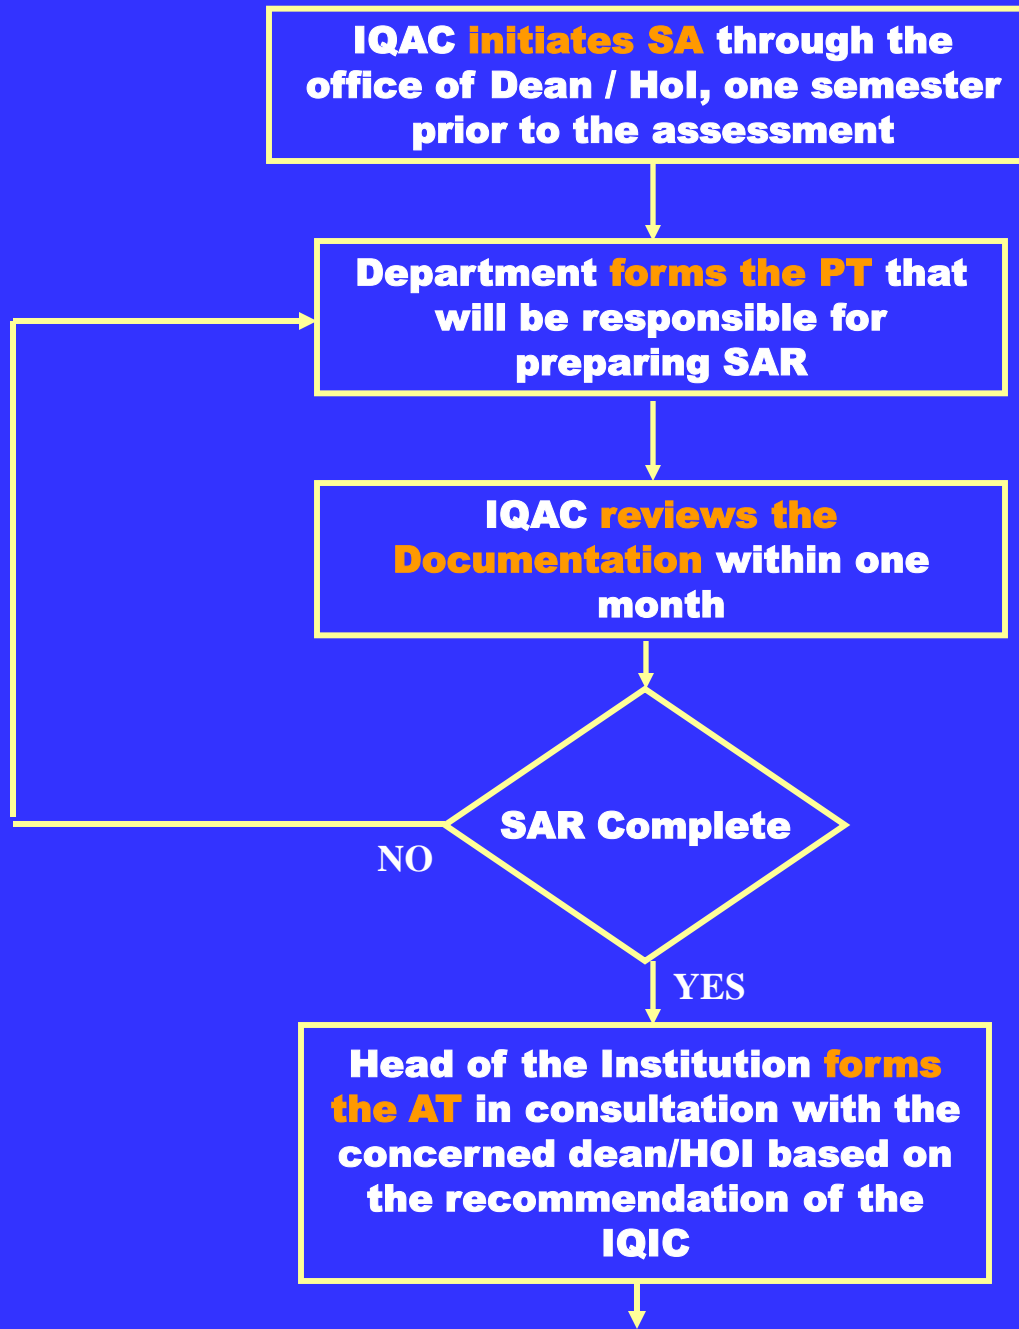 IQAC initiates SA through the
office of Dean / HoI, one semester
prior to the assessment
Department forms the PT that
will be responsible for
preparing SAR
IQAC reviews the
Documentation within one
month
SAR Complete
NO
YES
Head of the Institution forms
the AT in consultation with the
concerned dean/HOI based on
the recommendation of the
IQIC